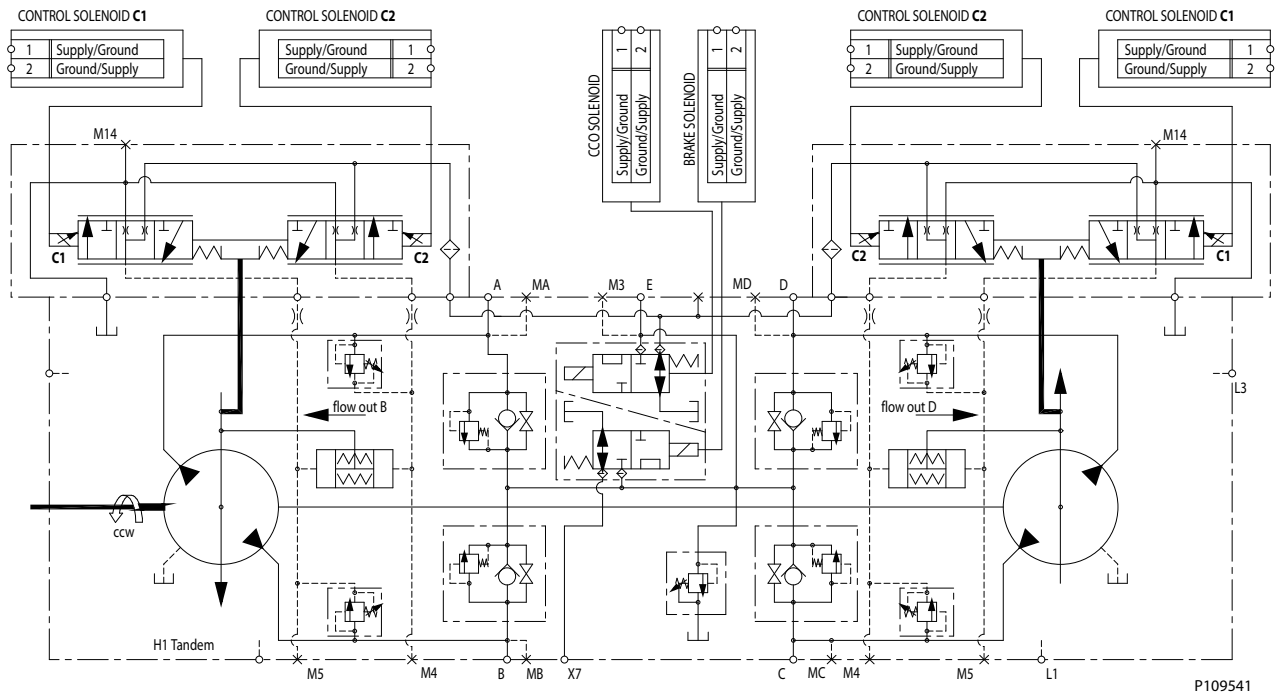 CONTROL SOLENOID C1
CONTROL SOLENOID C2
CONTROL SOLENOID C2
CONTROL SOLENOID C1
1 Supply/Ground
2 Ground/Supply
Supply/Ground 1
Ground/Supply 2
CCO SOLENOID
1 Supply/Ground
2 Ground/Supply
BRAKE SOLENOID
1 Supply/Ground
2 Ground/Supply
1 Supply/Ground
2 Ground/Supply
Supply/Ground 1
Ground/Supply 2
M14
M14
C1
C2
C2
C1
A
MA
M3
E
MD
D
L3
flow out B
flow out D
ccw
H1 Tandem
M5
M4
B
MB
X7
C
MC
M4
M5
L1
P109541